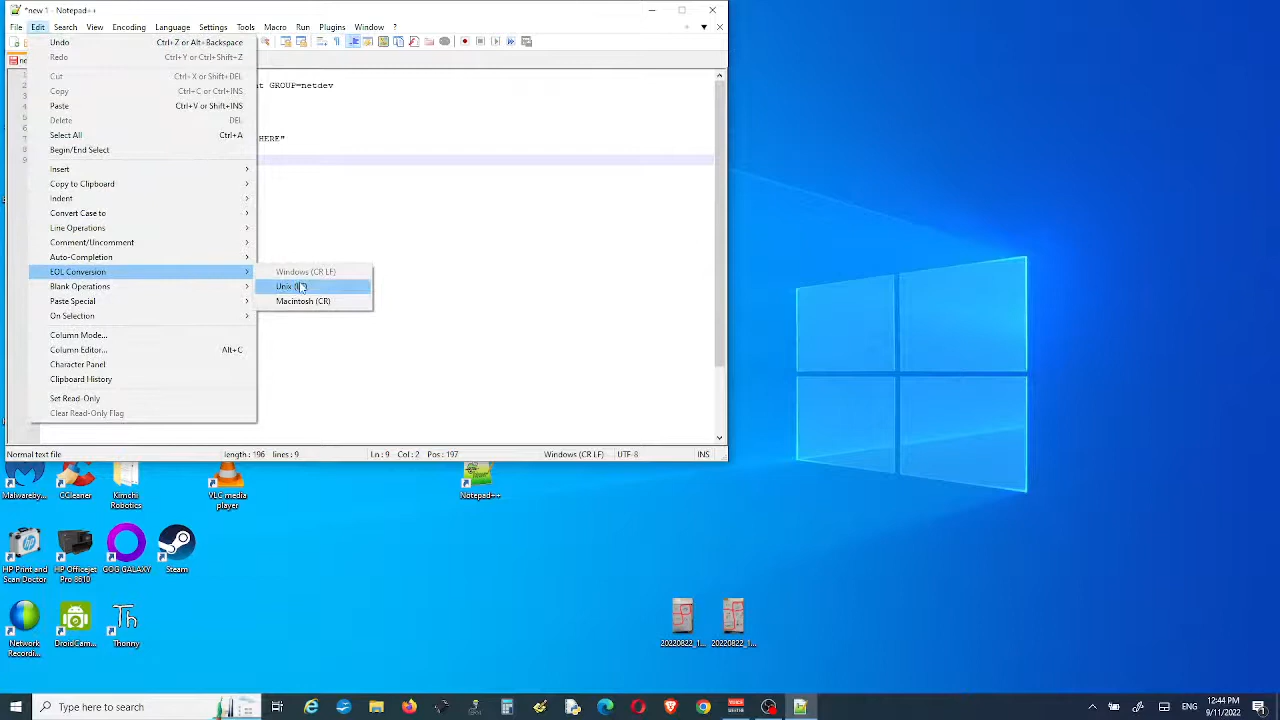 *new 1 - Notepad++
File Edit Search View Encoding Language Settings Tools Macro Run Plugins Window ?
Undo Ctrl+Z or Alt+Backspace
Redo Ctrl+Y or Ctrl+Shift+Z
Cut Ctrl+X or Shift+DEL
Copy Ctrl+C or Ctrl+INS
Paste Ctrl+V or Shift+INS
Delete DEL
Select All Ctrl+A
Begin/End Select
Insert
Copy to Clipboard
Indent
Convert Case to
Line Operations
Comment/Uncomment
Auto-Completion
EOL Conversion
Blank Operations
Paste Special
On Selection
Column Mode...
Column Editor... Alt+C
Character Panel
Clipboard History
Set Read-Only
Clear Read-Only Flag
Windows (CR LF)
Unix
Macintosh (CR)
GROUP=netdev
HERE"
Normal text file length : 196 lines : 9 Ln : 9 Col : 2 Pos : 197 Windows (CR LF) UTF-8 INS
Malwareby...
CCleaner
Kimchi Robotics
VLC media player
Notepad++
HP Print and Scan Doctor
HP Officejet Pro 8610
GOG GALAXY
Steam
Network Recordi...
DroidCam...
Th
Thonny
20220822_1...
20220822_1...
Type here to search
12:44 PM
9/11/2022